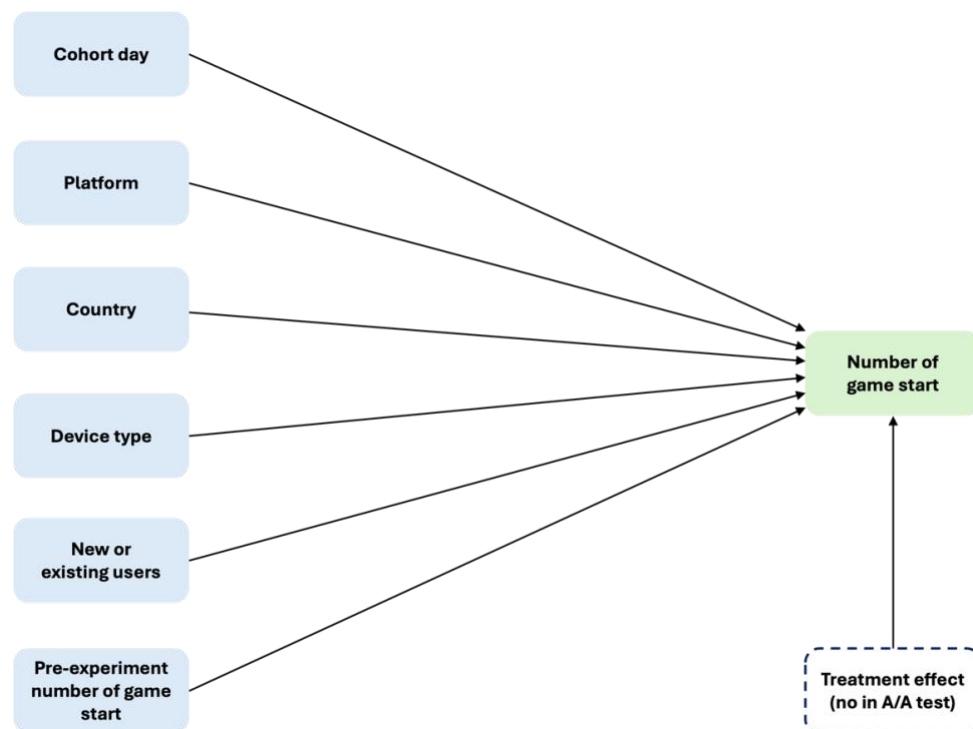 Cohort day
Platform
Country
Device type
New or
existing users
Pre-experiment
number of game
start
Number of
game start
Treatment effect
(no in A/A test)